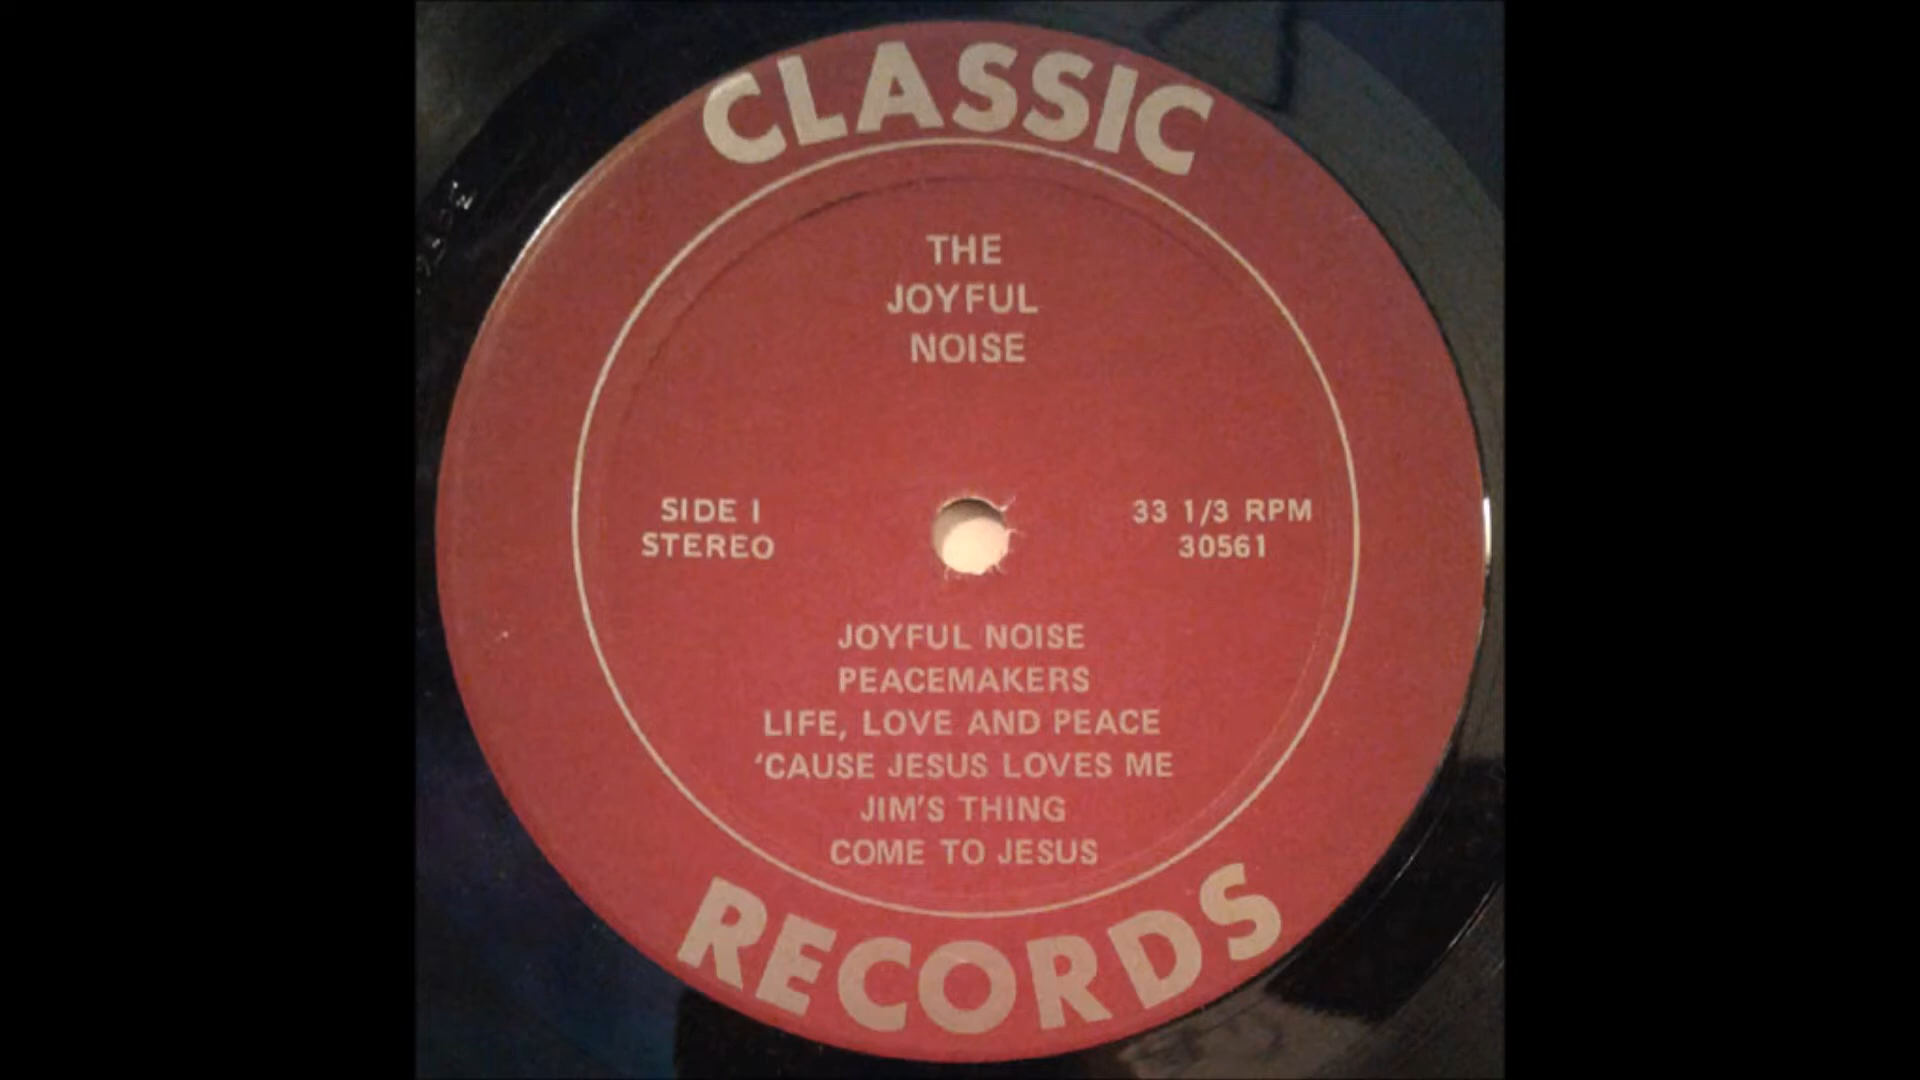 CLASSIC
THE
JOYFUL
NOISE
SIDE I
STEREO
33 1/3 RPM
30561
JOYFUL NOISE
PEACEMAKERS
LIFE, LOVE AND PEACE
‘CAUSE JESUS LOVES ME
JIM'S THING
COME TO JESUS
RECORDS